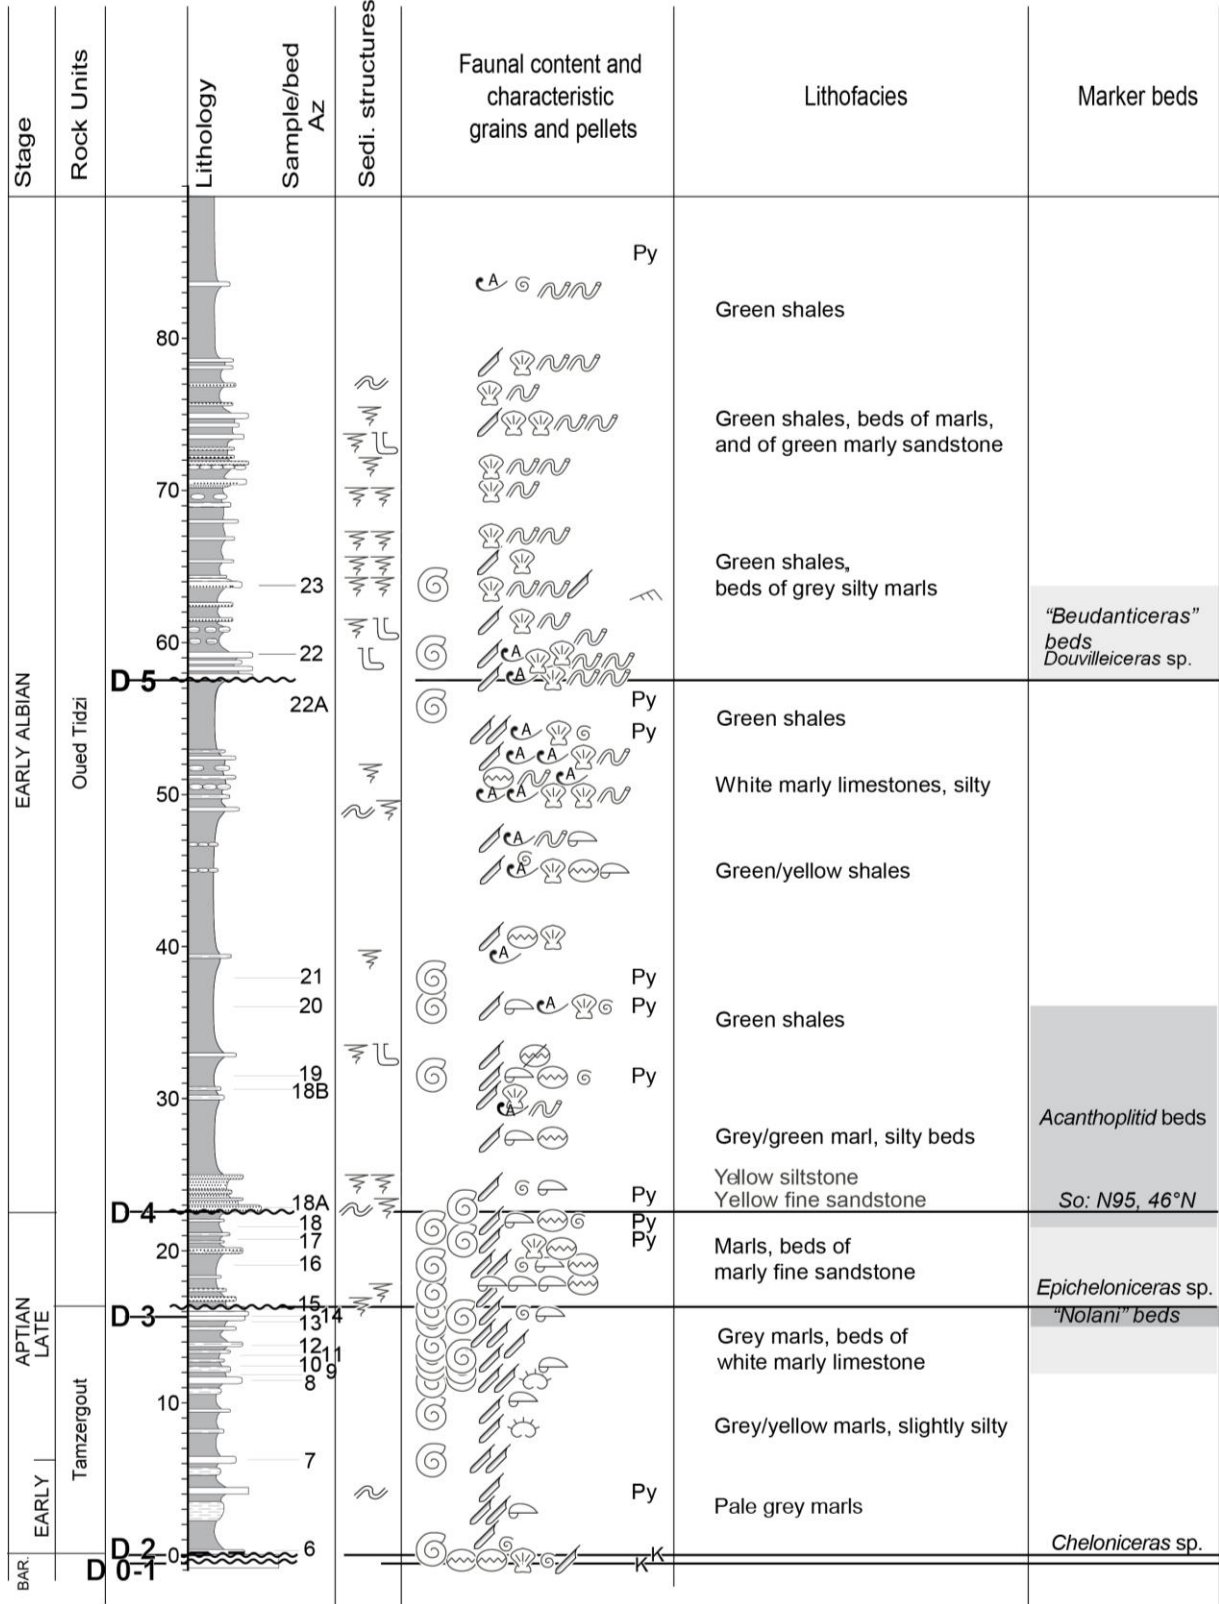 Stage
Rock Units
Lithology
Sample/bed
Az
Sedi. structures
Faunal content and
characteristic
grains and pellets
Lithofacies
Marker beds
Py
A
Green shales
80
Green shales, beds of marls,
and of green marly sandstone
70
Green shales,
beds of grey silty marls
23
"Beudanticeras"
beds
Douvilleiceras sp.
60
22
A
A
D 5
22A
Py
Green shales
A
Py
A A
A
White marly limestones, silty
50
A A
A
Green/yellow shales
A
EARLY ALBIAN
Oued Tidzi
40
A
21
Py
20
A
Py
Green shales
19
Py
18B
30
A
Acanthoplitid beds
Grey/green marl, silty beds
Yellow siltstone
18A
Py
Yellow fine sandstone
So: N95, 46°N
D 4
18
Py
17
Py
20
Marls, beds of
marly fine sandstone
16
Epicheloniceras sp.
15
D 3
14
13
"Nolani" beds
Grey marls, beds of
white marly limestone
12
11
10
9
8
APTIAN
LATE
10
Grey/yellow marls, slightly silty
7
Tamzergout
EARLY
Py
Pale grey marls
6
Cheloniceras sp.
D 2
0
K
D 0-1
K
BAR.